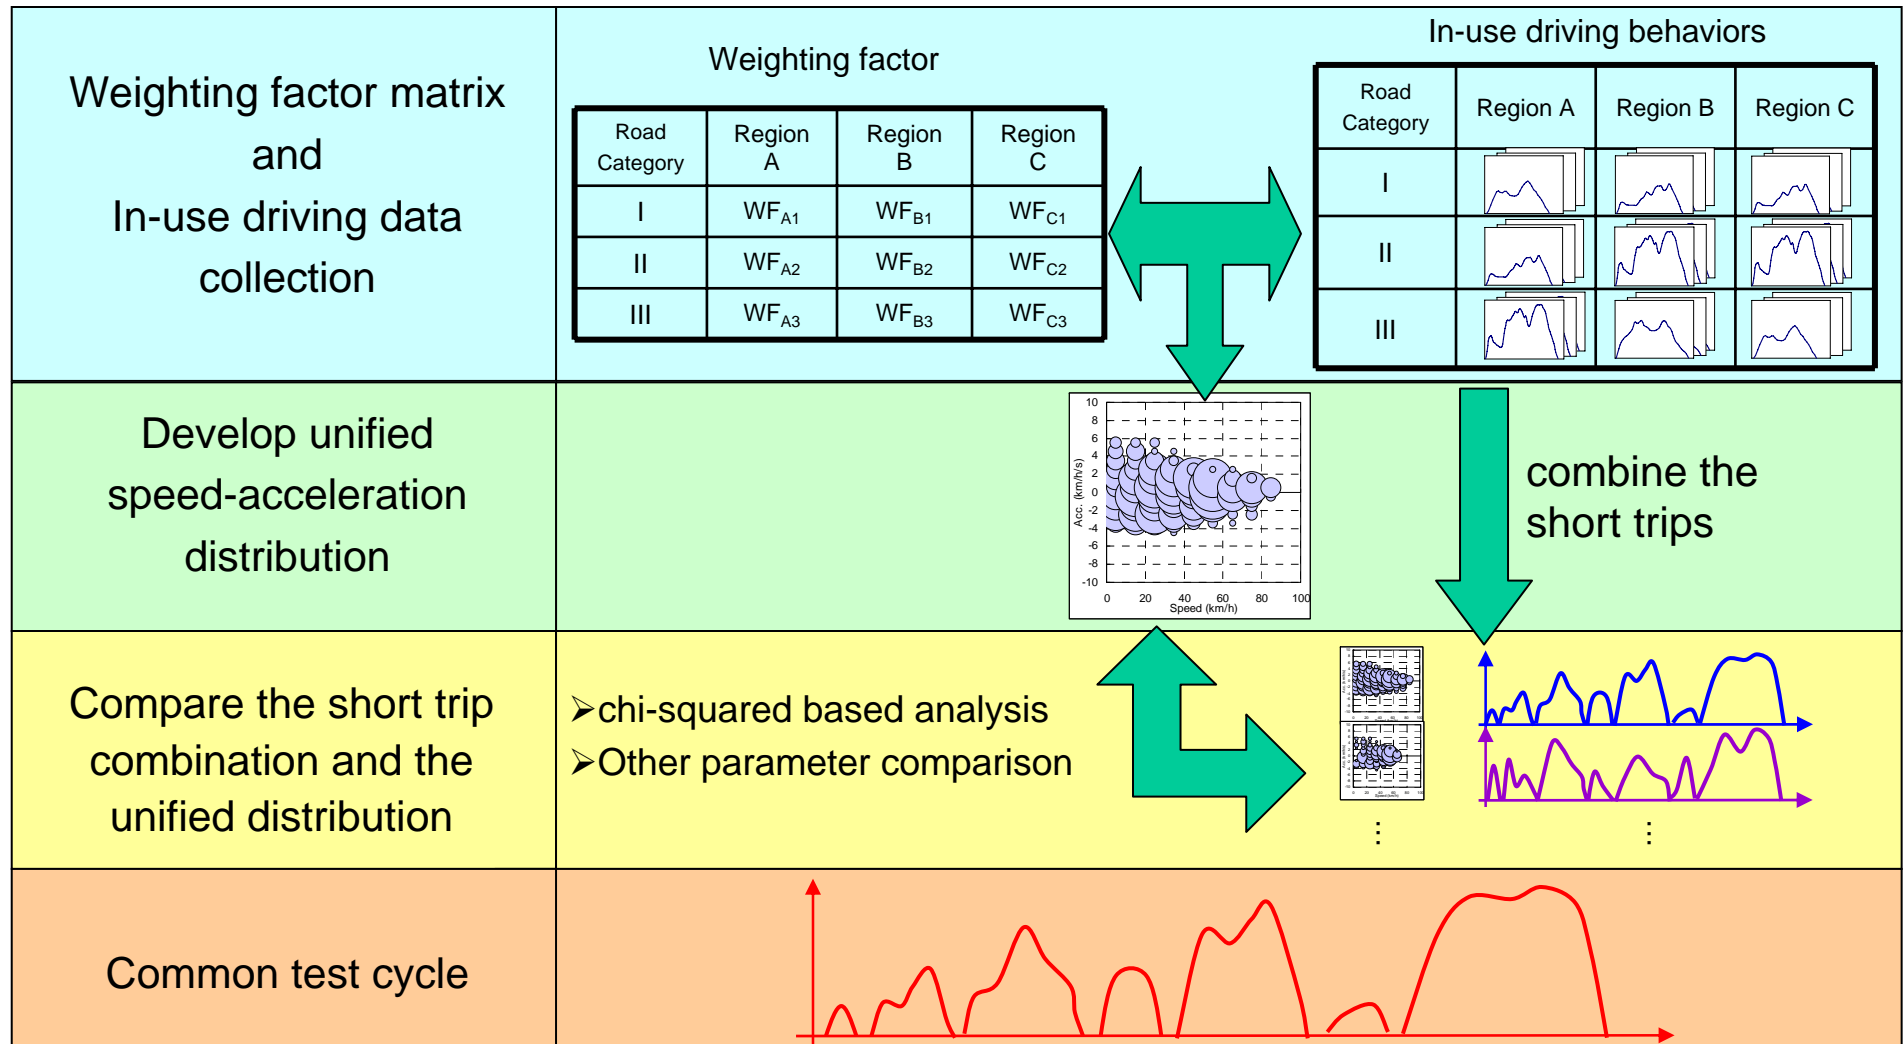 Weighting factor matrix
and
In-use driving data
collection
Weighting factor
Road Category Region A Region B Region C
I WFA1 WFB1 WFC1
II WFA2 WFB2 WFC2
III WFA3 WFB3 WFC3
In-use driving behaviors
Road Category Region A Region B Region C
I
II
III
Develop unified
speed-acceleration
distribution
10
8
6
4
2
0
-2
-4
-6
-8
-10
Acc. (km/h/s)
0 20 40 60 80 100
Speed (km/h)
combine the
short trips
Compare the short trip
combination and the
unified distribution
➢chi-squared based analysis
➢Other parameter comparison
⋮ ⋮
Common test cycle